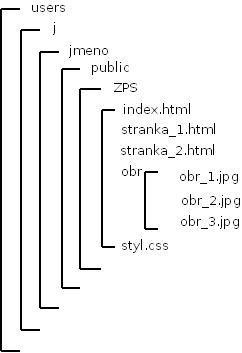 users
j
jmeno
public
ZPS
index.html
stranka_1.html
stranka_2.html
obr
obr_1.jpg
obr_2.jpg
obr_3.jpg
styl.css